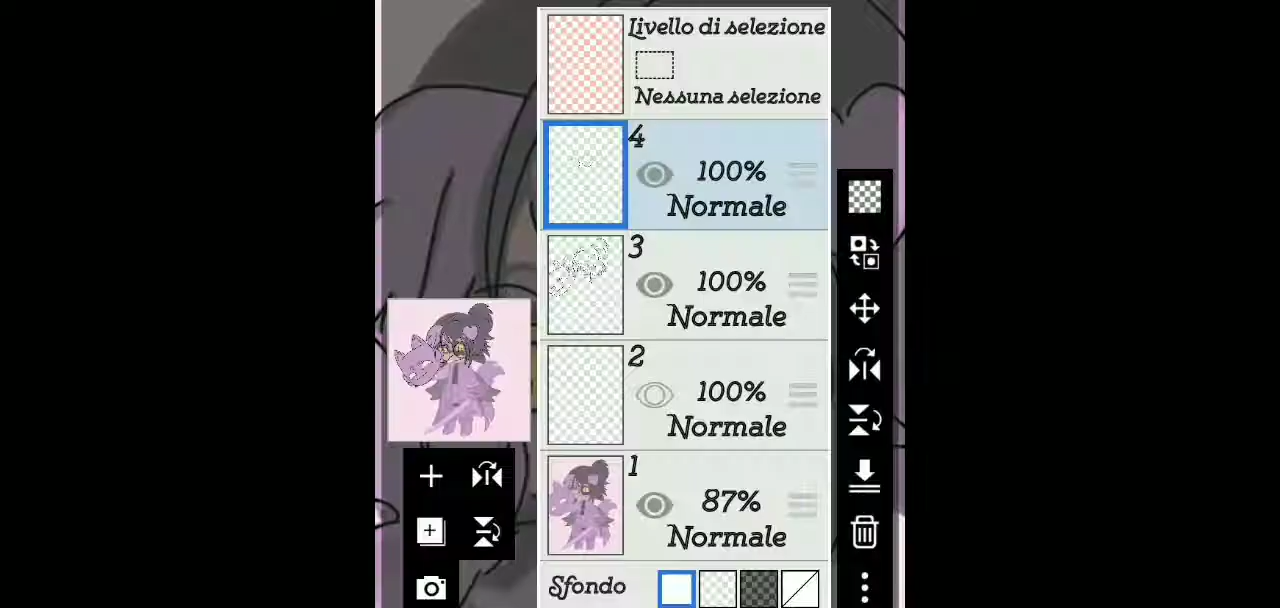 Livello di selezione
Nessuna selezione
4
100%
Normale
3
100%
Normale
2
100%
Normale
1
87%
Normale
Sfondo